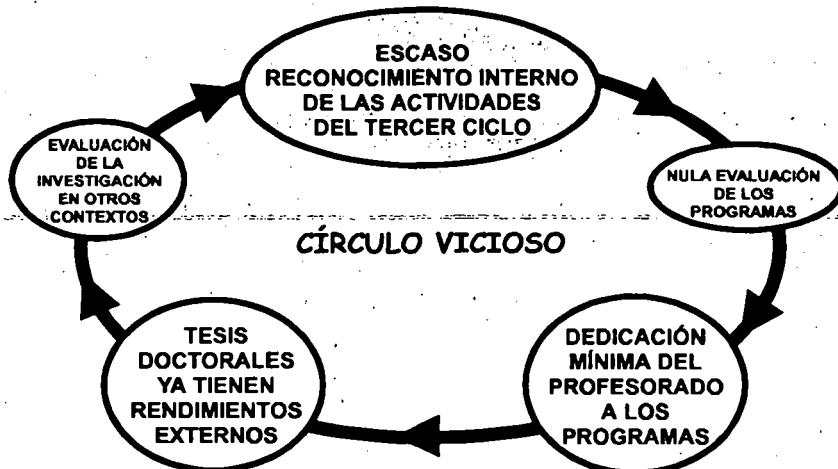 ESCASO
RECONOCIMIENTO INTERNO
DE LAS ACTIVIDADES
DEL TERCER CICLO
EVALUACIÓN
DE LA
INVESTIGACIÓN
EN OTROS
CONTEXTOS
NULA EVALUACIÓN
DE LOS
PROGRAMAS
CÍRCULO VICIOSO
TESIS
DOCTORALES
YA TIENEN
RENDIMIENTOS
EXTERNOS
DEDICACIÓN
MÍNIMA DEL
PROFESORADO
A LOS
PROGRAMAS